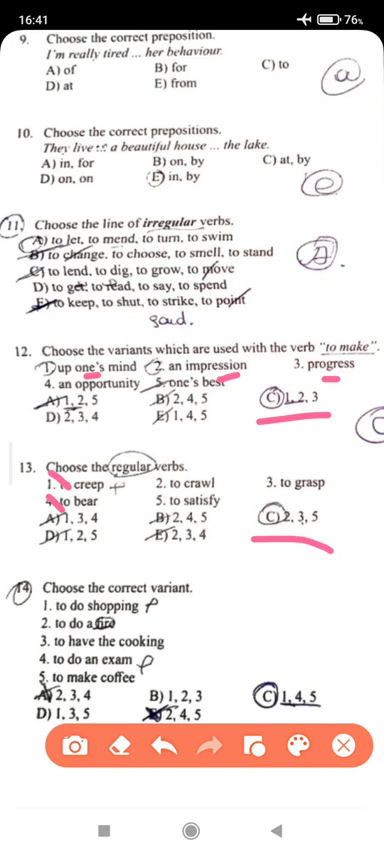 16:41 76%
9. Choose the correct preposition.
I'm really tired ... her behaviour.
A) of B) for C) to
D) at E) from
a
10. Choose the correct prepositions.
They live ... a beautiful house ... the lake.
A) in, for B) on, by C) at, by
D) on, on E) in, by
e
11. Choose the line of irregular verbs.
A) to let, to mend, to turn, to swim
B) to change, to choose, to smell, to stand
C) to lend, to dig, to grow, to move
D) to get, to read, to say, to spend
E) to keep, to shut, to strike, to point
A.
said.
12. Choose the variants which are used with the verb "to make".
1. up one's mind 2. an impression 3. progress
4. an opportunity 5. one's best
A) 1, 2, 5 B) 2, 4, 5 C) 1, 2, 3
D) 2, 3, 4 E) 1, 4, 5
C
13. Choose the regular verbs.
1. to creep 2. to crawl 3. to grasp
4. to bear 5. to satisfy
A) 1, 3, 4 B) 2, 4, 5 C) 2, 3, 5
D) 1, 2, 5 E) 2, 3, 4
14. Choose the correct variant.
1. to do shopping
2. to do a fire
3. to have the cooking
4. to do an exam
5. to make coffee
A) 2, 3, 4 B) 1, 2, 3 C) 1, 4, 5
D) 1, 3, 5 E) 2, 4, 5